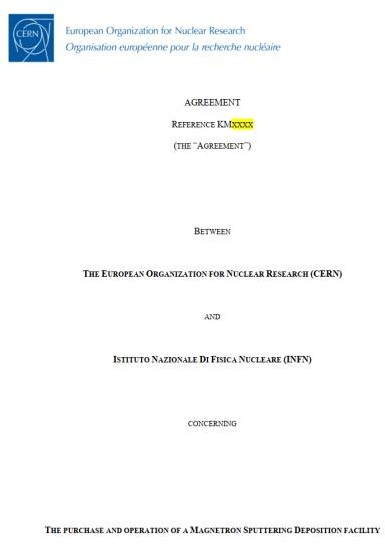 CERN
European Organization for Nuclear Research
Organisation européenne pour la recherche nucléaire
AGREEMENT
REFERENCE KMXXXX
(THE "AGREEMENT")
BETWEEN
THE EUROPEAN ORGANIZATION FOR NUCLEAR RESEARCH (CERN)
AND
ISTITUTO NAZIONALE DI FISICA NUCLEARE (INFN)
CONCERNING
THE PURCHASE AND OPERATION OF A MAGNETRON SPUTTERING DEPOSITION FACILITY